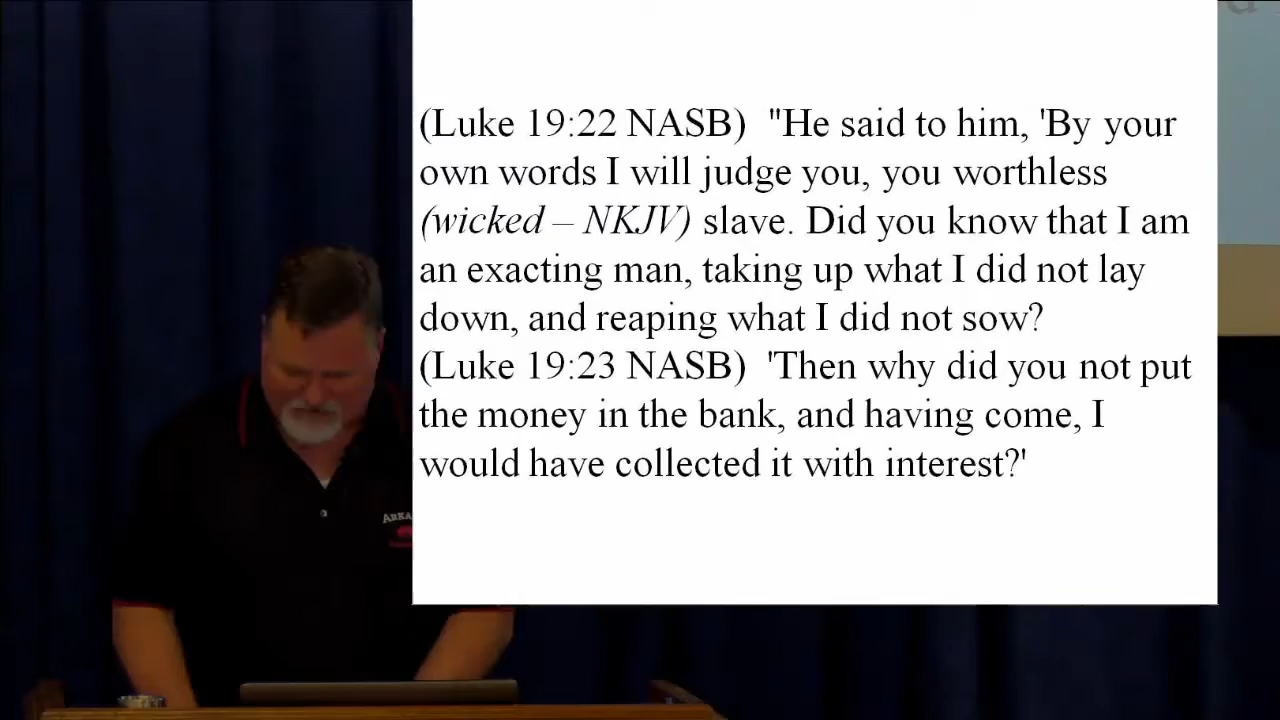 (Luke 19:22 NASB)  "He said to him, 'By your
own words I will judge you, you worthless
(wicked – NKJV) slave. Did you know that I am
an exacting man, taking up what I did not lay
down, and reaping what I did not sow?
(Luke 19:23 NASB)  'Then why did you not put
the money in the bank, and having come, I
would have collected it with interest?'
ARKA